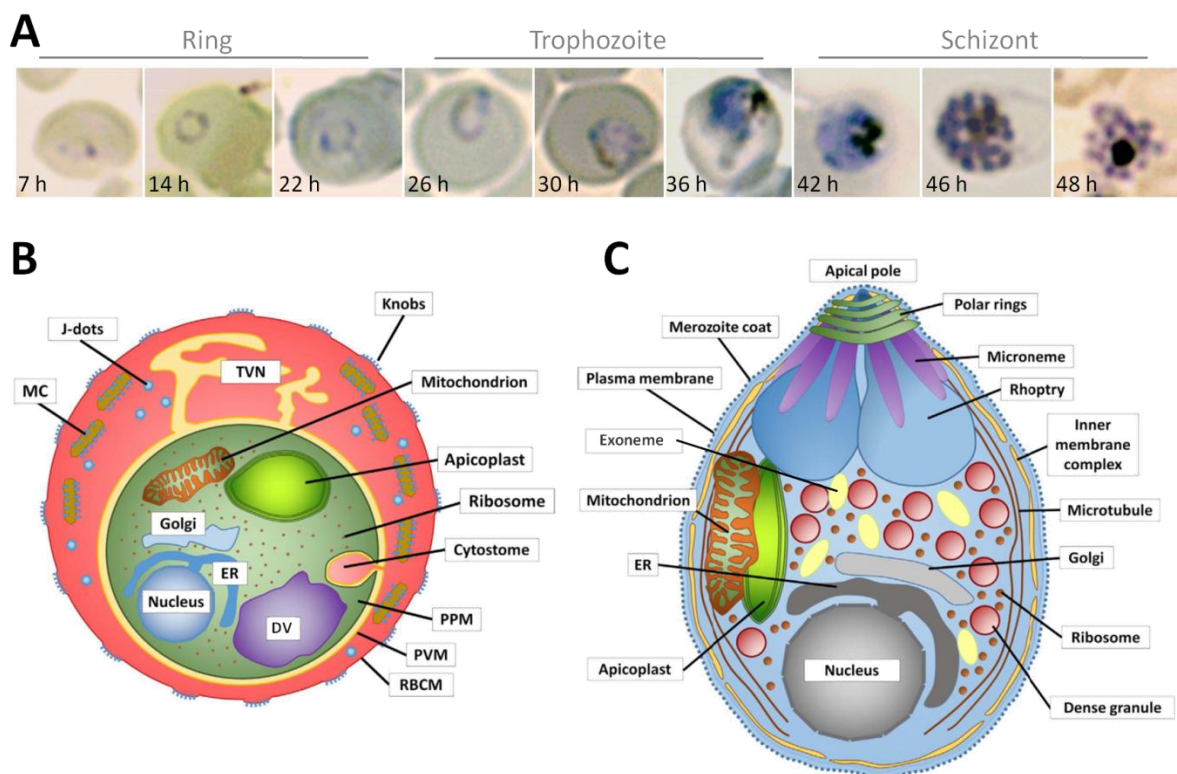 A
Ring
Trophozoite
Schizont
7 h
14 h
22 h
26 h
30 h
36 h
42 h
46 h
48 h
B
J-dots
MC
TVN
Knobs
Mitochondrion
Apicoplast
Ribosome
Cytostome
Golgi
ER
Nucleus
DV
PPM
PVM
RBCM
C
Apical pole
Polar rings
Merozoite coat
Microneme
Plasma membrane
Rhoptry
Exoneme
Inner
membrane
complex
Mitochondrion
Microtubule
ER
Golgi
Ribosome
Apicoplast
Nucleus
Dense granule